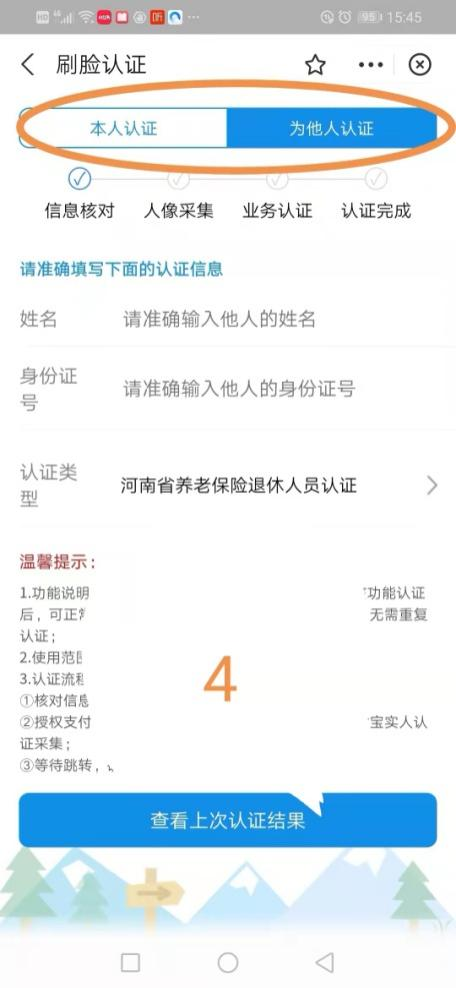 HD
95
15:45
刷脸认证
本人认证
为他人认证
信息核对
人像采集
业务认证
认证完成
请准确填写下面的认证信息
姓名
请准确输入他人的姓名
身份证
号
请准确输入他人的身份证号
认证类
型
河南省养老保险退休人员认证
温馨提示：
1.功能说明 功能认证
后，可正常 无需重复
认证；
2.使用范围
3.认证流程
①核对信息
②授权支付 宝实人认
证采集；
③等待跳转，
4
查看上次认证结果